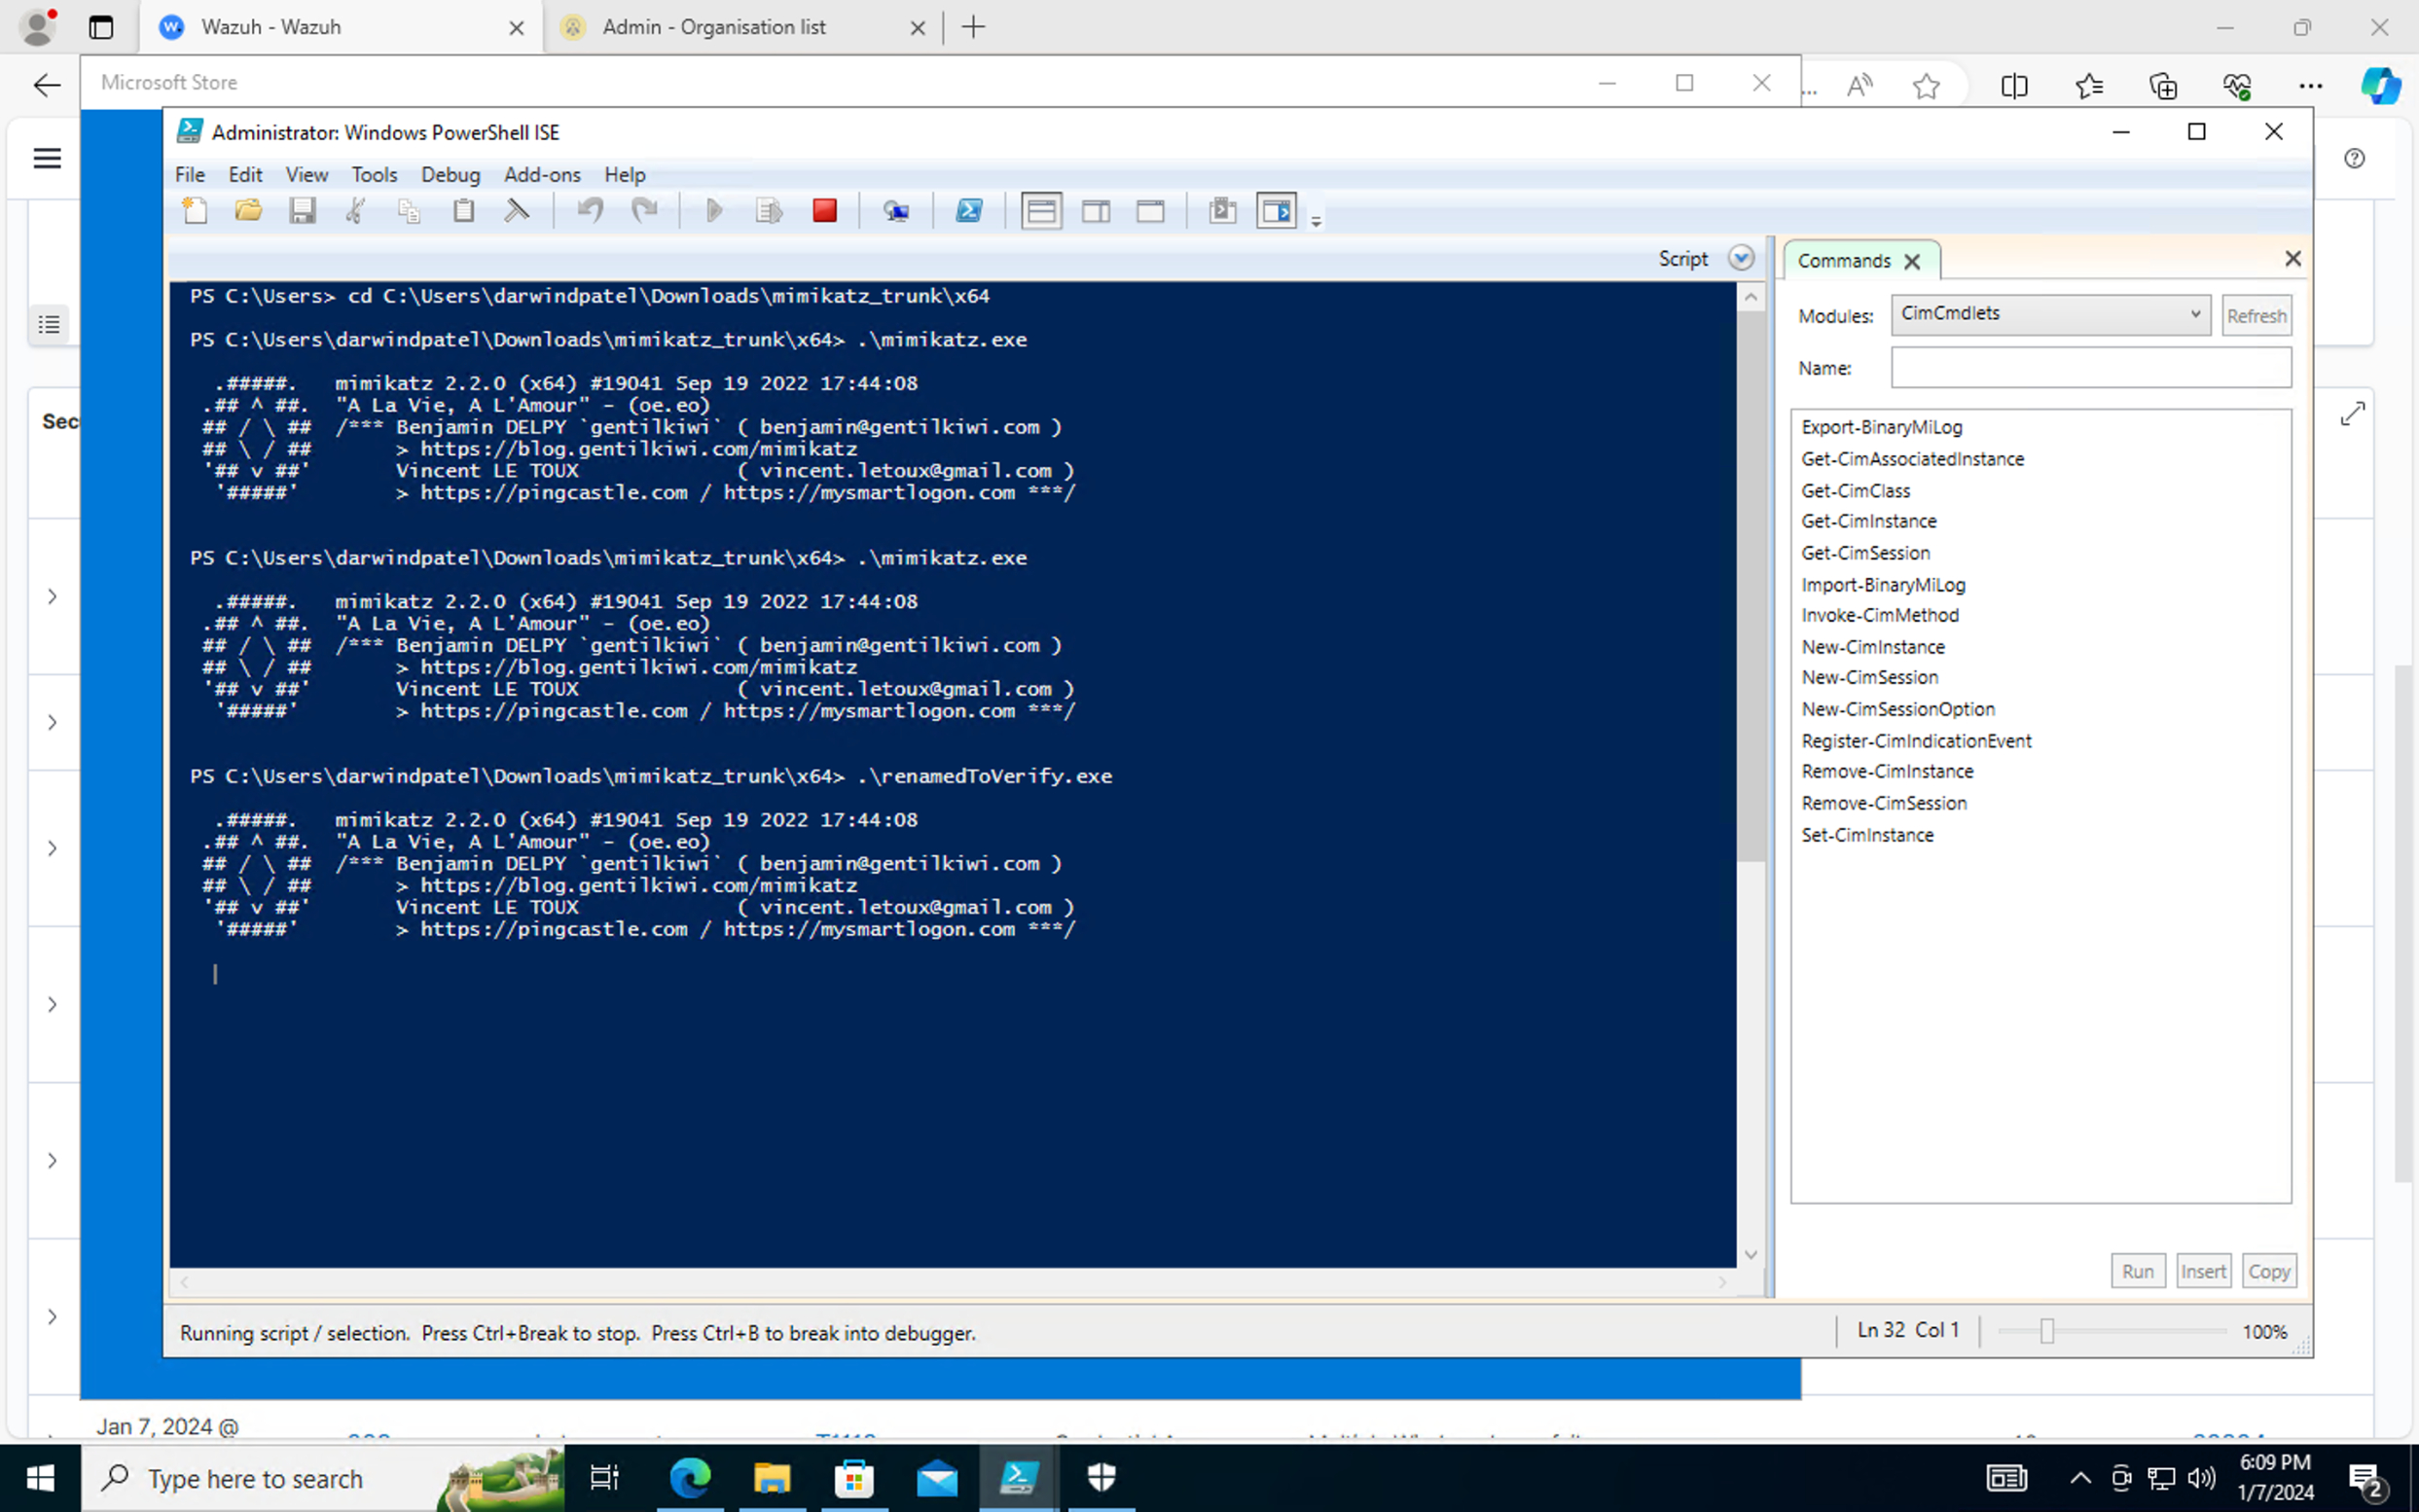 Wazuh - Wazuh
Admin - Organisation list
Microsoft Store
Administrator: Windows PowerShell ISE
File Edit View Tools Debug Add-ons Help
Script
Commands
Modules: CimCmdlets Refresh
Name:
PS C:\Users> cd C:\Users\darwindpatel\Downloads\mimikatz_trunk\x64
PS C:\Users\darwindpatel\Downloads\mimikatz_trunk\x64> .\mimikatz.exe
.#####.   mimikatz 2.2.0 (x64) #19041 Sep 19 2022 17:44:08
.## ^ ##.  "A La Vie, A L'Amour" - (oe.eo)
## / \ ##  /*** Benjamin DELPY `gentilkiwi` ( benjamin@gentilkiwi.com )
## \ / ##       > https://blog.gentilkiwi.com/mimikatz
'## v ##'       Vincent LE TOUX             ( vincent.letoux@gmail.com )
'#####'        > https://pingcastle.com / https://mysmartlogon.com ***/
PS C:\Users\darwindpatel\Downloads\mimikatz_trunk\x64> .\mimikatz.exe
.#####.   mimikatz 2.2.0 (x64) #19041 Sep 19 2022 17:44:08
.## ^ ##.  "A La Vie, A L'Amour" - (oe.eo)
## / \ ##  /*** Benjamin DELPY `gentilkiwi` ( benjamin@gentilkiwi.com )
## \ / ##       > https://blog.gentilkiwi.com/mimikatz
'## v ##'       Vincent LE TOUX             ( vincent.letoux@gmail.com )
'#####'        > https://pingcastle.com / https://mysmartlogon.com ***/
PS C:\Users\darwindpatel\Downloads\mimikatz_trunk\x64> .\renamedToVerify.exe
.#####.   mimikatz 2.2.0 (x64) #19041 Sep 19 2022 17:44:08
.## ^ ##.  "A La Vie, A L'Amour" - (oe.eo)
## / \ ##  /*** Benjamin DELPY `gentilkiwi` ( benjamin@gentilkiwi.com )
## \ / ##       > https://blog.gentilkiwi.com/mimikatz
'## v ##'       Vincent LE TOUX             ( vincent.letoux@gmail.com )
'#####'        > https://pingcastle.com / https://mysmartlogon.com ***/
Export-BinaryMiLog
Get-CimAssociatedInstance
Get-CimClass
Get-CimInstance
Get-CimSession
Import-BinaryMiLog
Invoke-CimMethod
New-CimInstance
New-CimSession
New-CimSessionOption
Register-CimIndicationEvent
Remove-CimInstance
Remove-CimSession
Set-CimInstance
Run Insert Copy
Running script / selection.  Press Ctrl+Break to stop.  Press Ctrl+B to break into debugger.
Ln 32 Col 1 100%
Jan 7, 2024 @
Type here to search
6:09 PM
1/7/2024
2